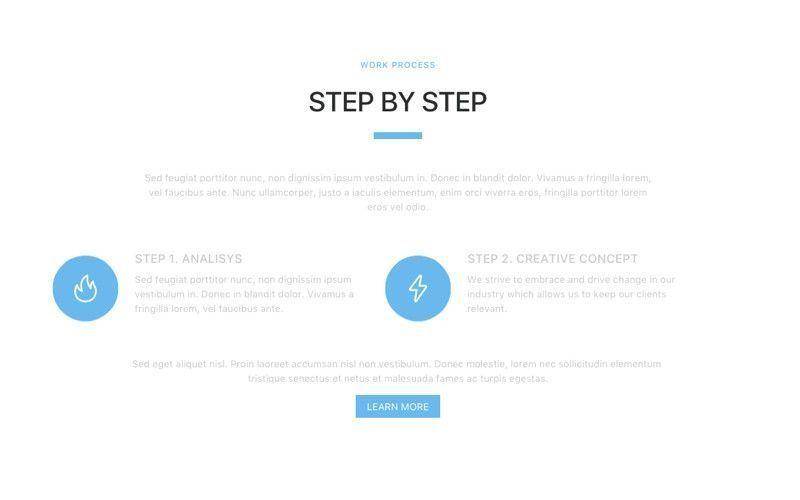 WORK PROCESS
STEP BY STEP
Sed feugiat porttitor nunc, non dignissim ipsum vestibulum in. Donec in blandit dolor. Vivamus a fringilla lorem,
vel faucibus ante. Nunc ullamcorper, justo a iaculis elementum, enim orci viverra eros, fringilla porttitor lorem
eros vel odio.
STEP 1. ANALISYS
Sed feugiat porttitor nunc, non dignissim ipsum
vestibulum in. Donec in blandit dolor. Vivamus a
fringilla lorem, vel faucibus ante.
STEP 2. CREATIVE CONCEPT
We strive to embrace and drive change in our
industry which allows us to keep our clients
relevant.
Sed eget aliquet nisl. Proin laoreet accumsan nisl non vestibulum. Donec molestie, lorem nec sollicitudin elementum
tristique senectus et netus et malesuada fames ac turpis egestas.
LEARN MORE